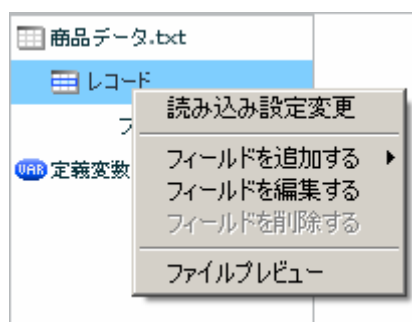 商品データ.txt
レコード
読み込み設定変更
フ
フィールドを追加する
VAR 定義変数
フィールドを編集する
フィールドを削除する
ファイルプレビュー